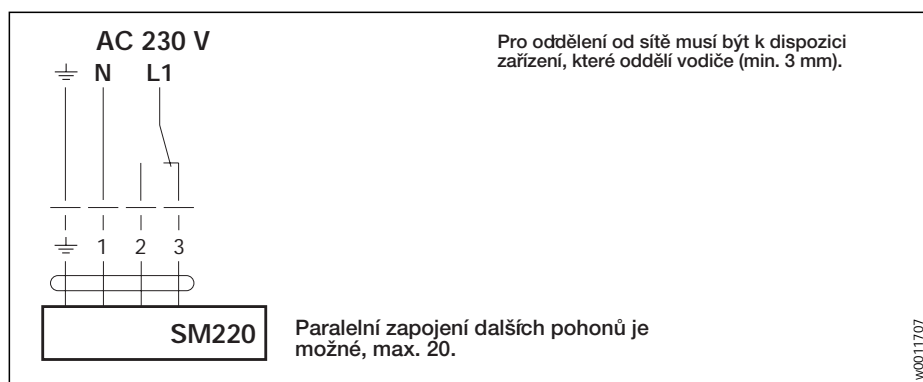 AC 230 V
N L1
Pro oddělení od sítě musí být k dispozici
zařízení, které oddělí vodiče (min. 3 mm).
1 2 3
SM220
Paralelní zapojení dalších pohonů je
možné, max. 20.
w0011707